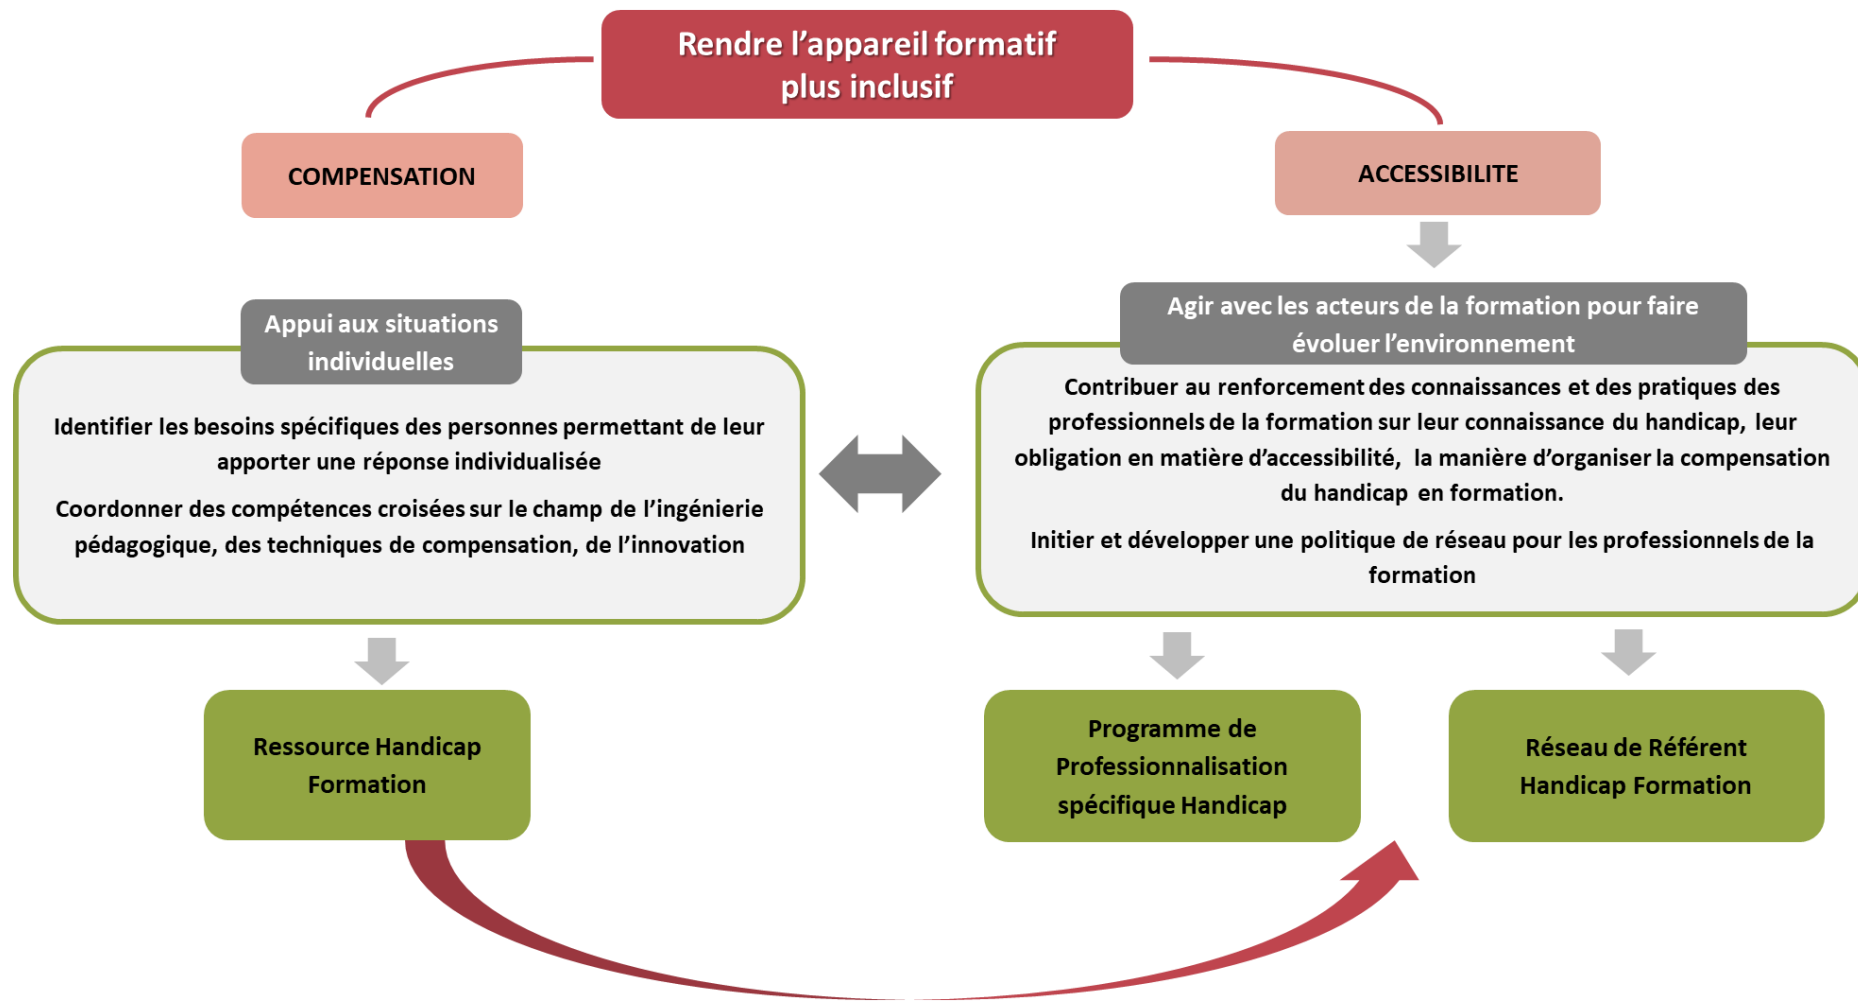 Rendre l’appareil formatif
plus inclusif
COMPENSATION
ACCESSIBILITE
Appui aux situations
individuelles
Identifier les besoins spécifiques des personnes permettant de leur
apporter une réponse individualisée
Coordonner des compétences croisées sur le champ de l’ingénierie
pédagogique, des techniques de compensation, de l’innovation
Agir avec les acteurs de la formation pour faire
évoluer l’environnement
Contribuer au renforcement des connaissances et des pratiques des
professionnels de la formation sur leur connaissance du handicap, leur
obligation en matière d’accessibilité, la manière d’organiser la compensation
du handicap en formation.
Initier et développer une politique de réseau pour les professionnels de la
formation
Ressource Handicap
Formation
Programme de
Professionnalisation
spécifique Handicap
Réseau de Référent
Handicap Formation